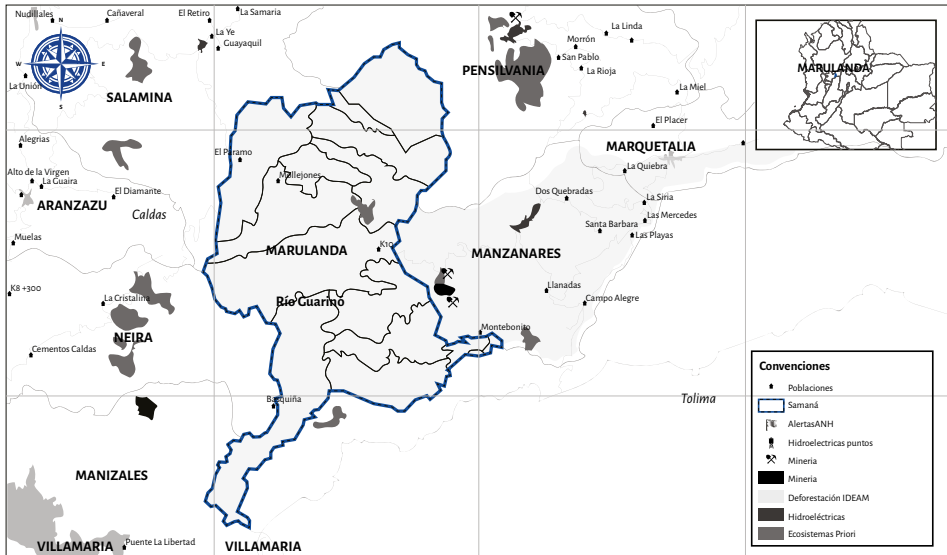 Nudillales
Cañaveral
El Retiro
La Samaria
La Ye
Guayaquil
N
E
S
La Unión
SALAMINA
PENSILVANIA
La Linda
Morrón
San Pablo
La Rioja
La Miel
El Placer
MARULANDA
Alegrias
Alto de la Virgen
La Guaira
El Diamante
ARANZAZU
Caldas
Muelas
El Páramo
Mollejones
MARULANDA
K10
MARQUETALIA
La Quiebra
Dos Quebradas
La Siria
Las Mercedes
Santa Barbara
Las Playas
MANZANARES
K8 +300
La Cristalina
NEIRA
Cementos Caldas
Río Guarinó
Llanadas
Campo Alegre
Montebonito
Basquiña
Tolima
MANIZALES
VILLAMARIA
Puente La Libertad
VILLAMARIA
Convenciones
Poblaciones
Samaná
AlertasANH
Hidroelectricas puntos
Mineria
Mineria
Deforestación IDEAM
Hidroeléctricas
Ecosistemas Priori